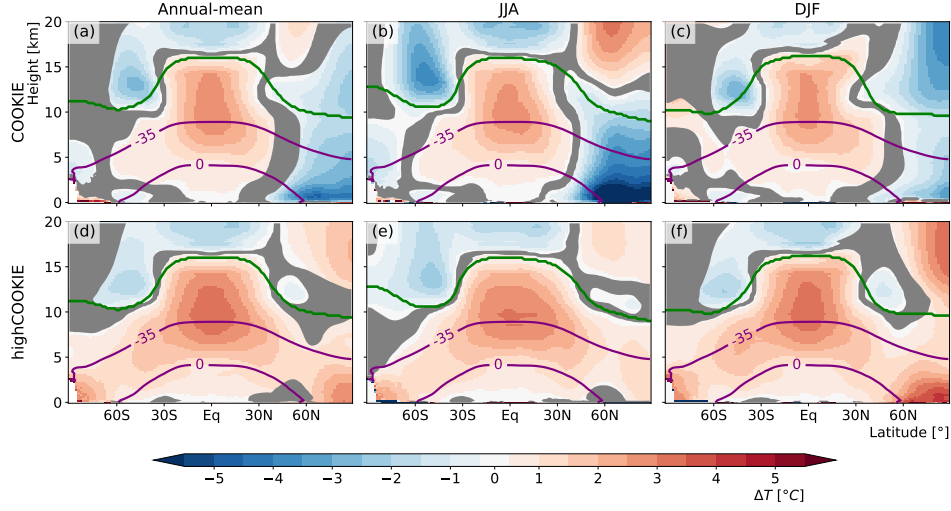 Annual-mean JJA DJF
COOKIE
Height [km]
(a) (b) (c)
20
15
10
5
0
-35 -35 -35
0 0 0
highCOOKIE
(d) (e) (f)
20
15
10
5
0
-35 -35 -35
0 0 0
60S 30S Eq 30N 60N 60S 30S Eq 30N 60N 60S 30S Eq 30N 60N
Latitude [°]
−5 −4 −3 −2 −1 0 1 2 3 4 5
ΔT [°C]